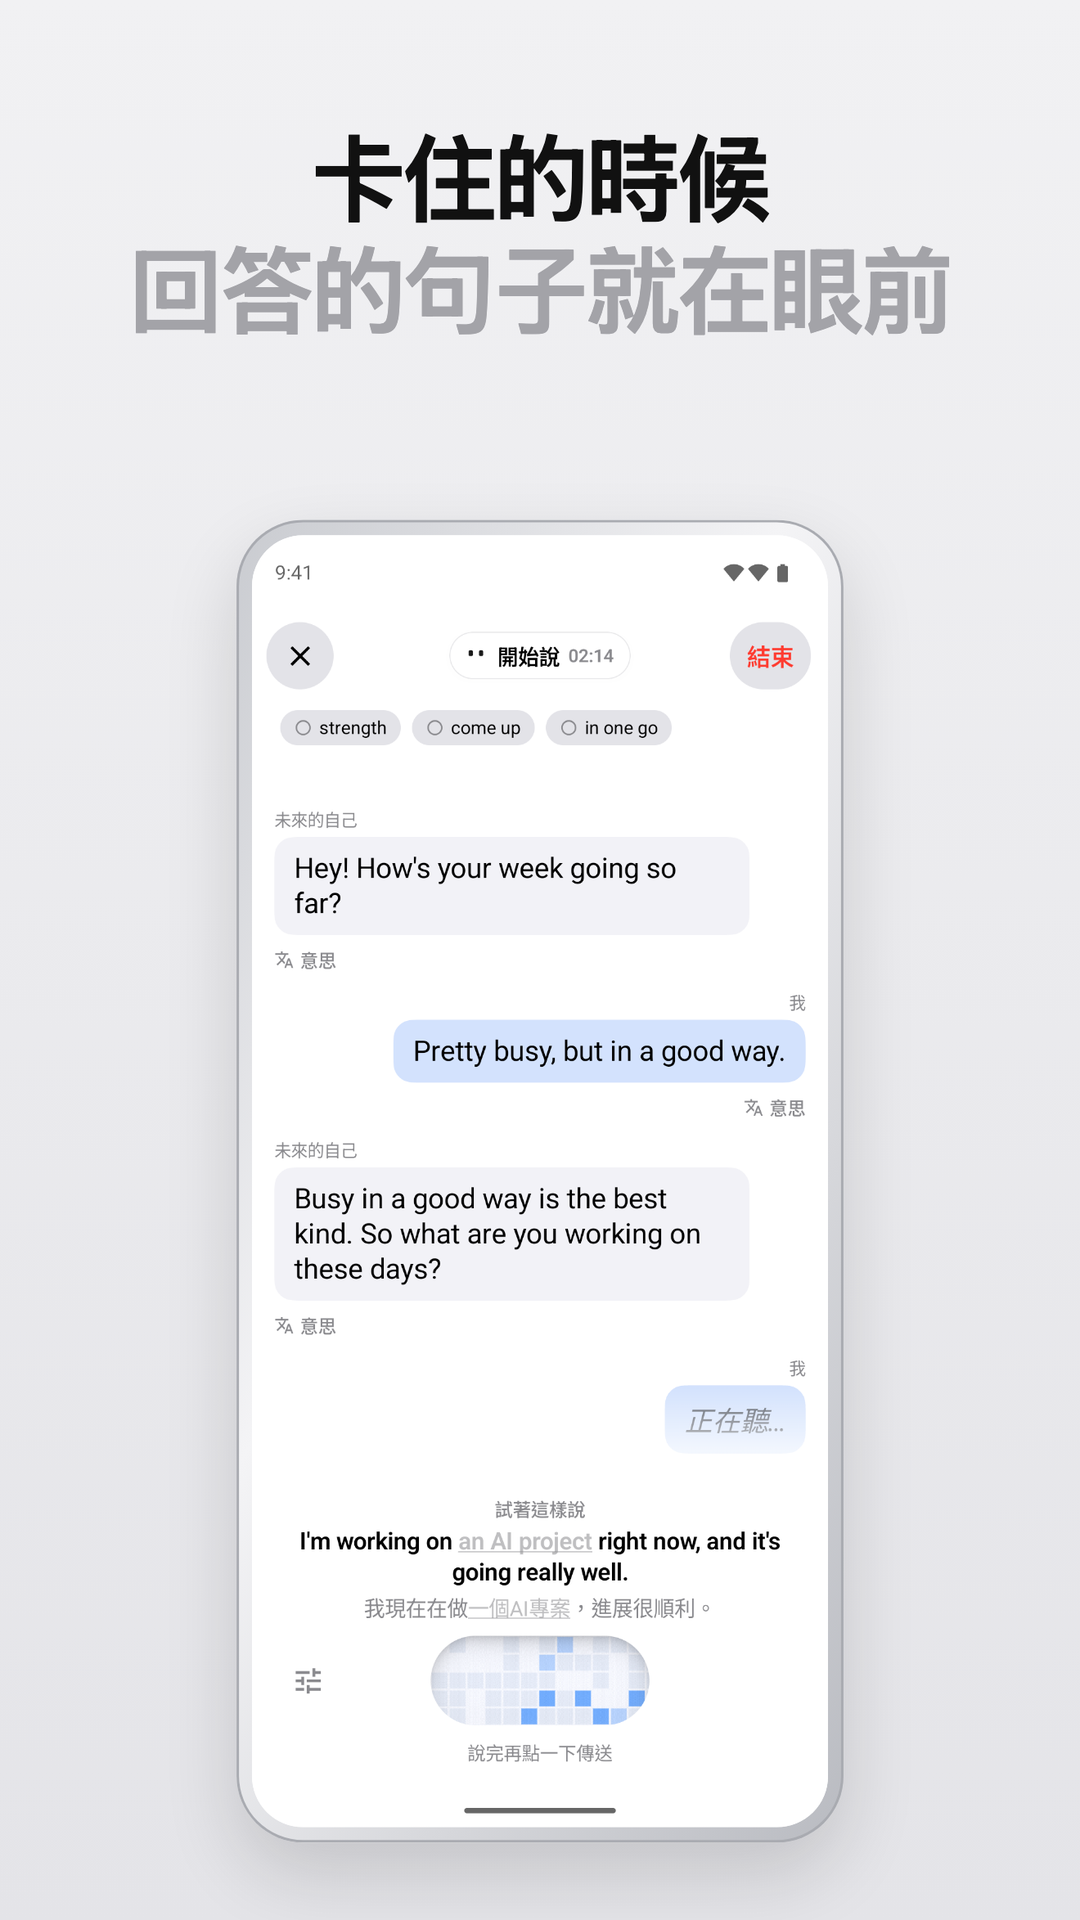 卡住的時候
回答的句子就在眼前
9:41
開始說 02:14
結束
strength
come up
in one go
未來的自己
Hey! How's your week going so
far?
意思
我
Pretty busy, but in a good way.
意思
未來的自己
Busy in a good way is the best
kind. So what are you working on
these days?
意思
我
正在聽...
試著這樣說
I'm working on an AI project right now, and it's
going really well.
我現在在做一個AI專案，進展很順利。
說完再點一下傳送